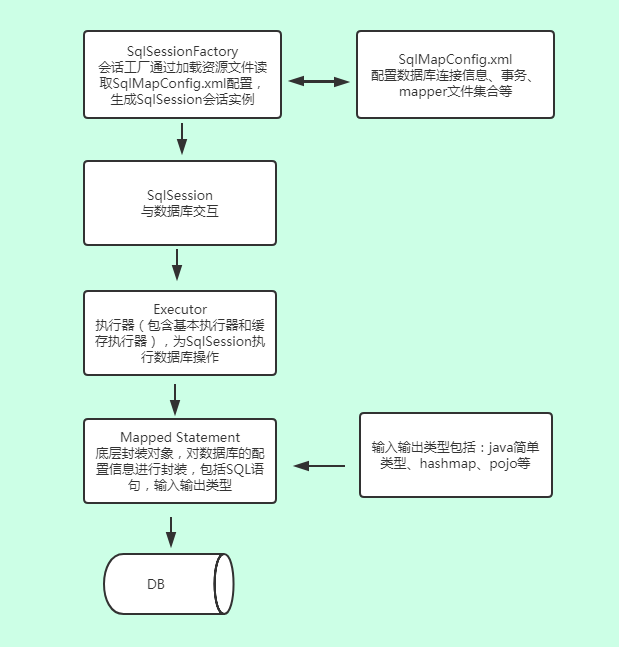 SqlSessionFactory
会话工厂通过加载资源文件读
取SqlMapConfig.xml配置，
生成SqlSession会话实例
SqlMapConfig.xml
配置数据库连接信息、事务、
mapper文件集合等
SqlSession
与数据库交互
Executor
执行器（包含基本执行器和缓
存执行器），为SqlSession执
行数据库操作
Mapped Statement
底层封装对象，对数据库的配
置信息进行封装，包括SQL语
句，输入输出类型
输入输出类型包括：java简单
类型、hashmap、pojo等
DB